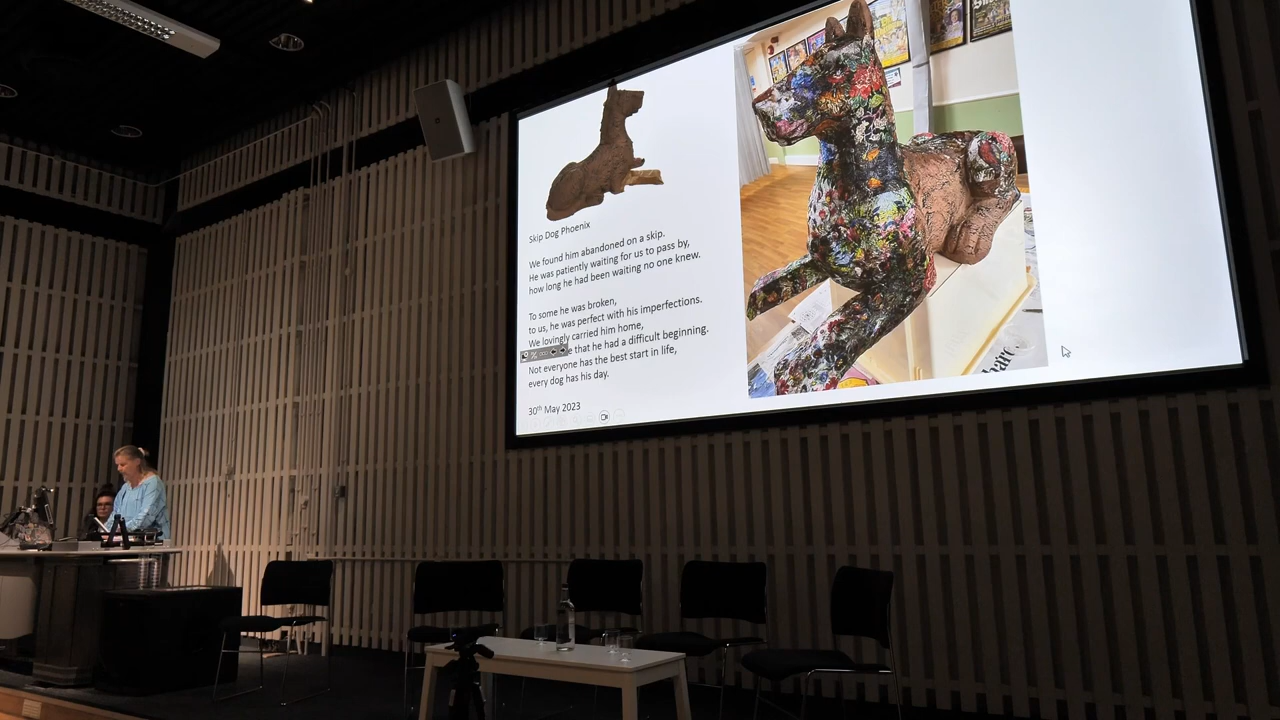 Skip Dog Phoenix
We found him abandoned on a skip.
He was patiently waiting for us to pass by,
how long he had been waiting no one knew.
To some he was broken,
to us, he was perfect with his imperfections.
We lovingly carried him home,
that he had a difficult beginning.
Not everyone has the best start in life,
every dog has his day.
30th May 2023